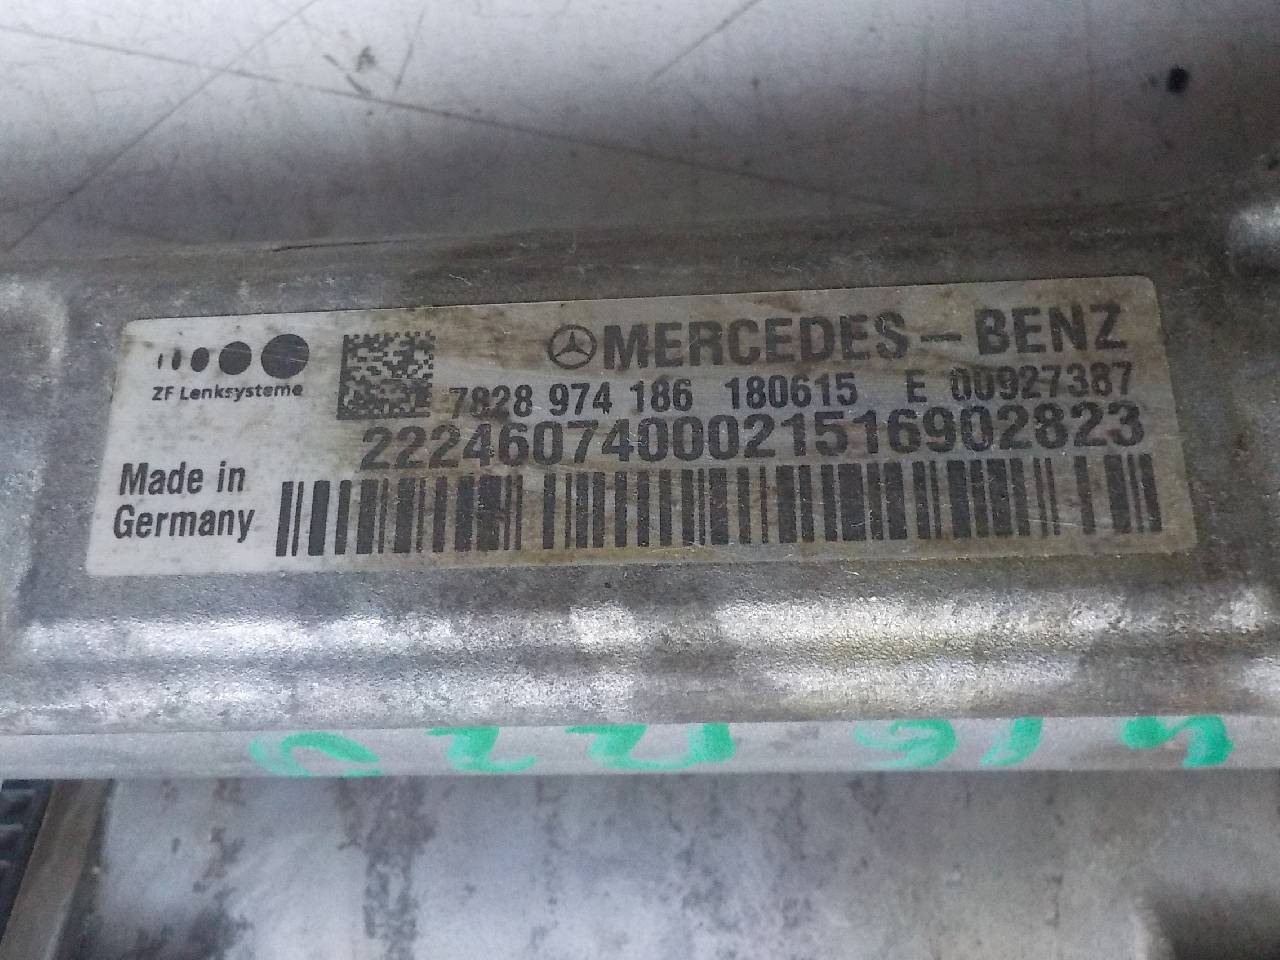 MERCEDES-BENZ
ZF Lenksysteme
7828 974 186 180615 E 00927387
2224607400021516902823
Made in
Germany